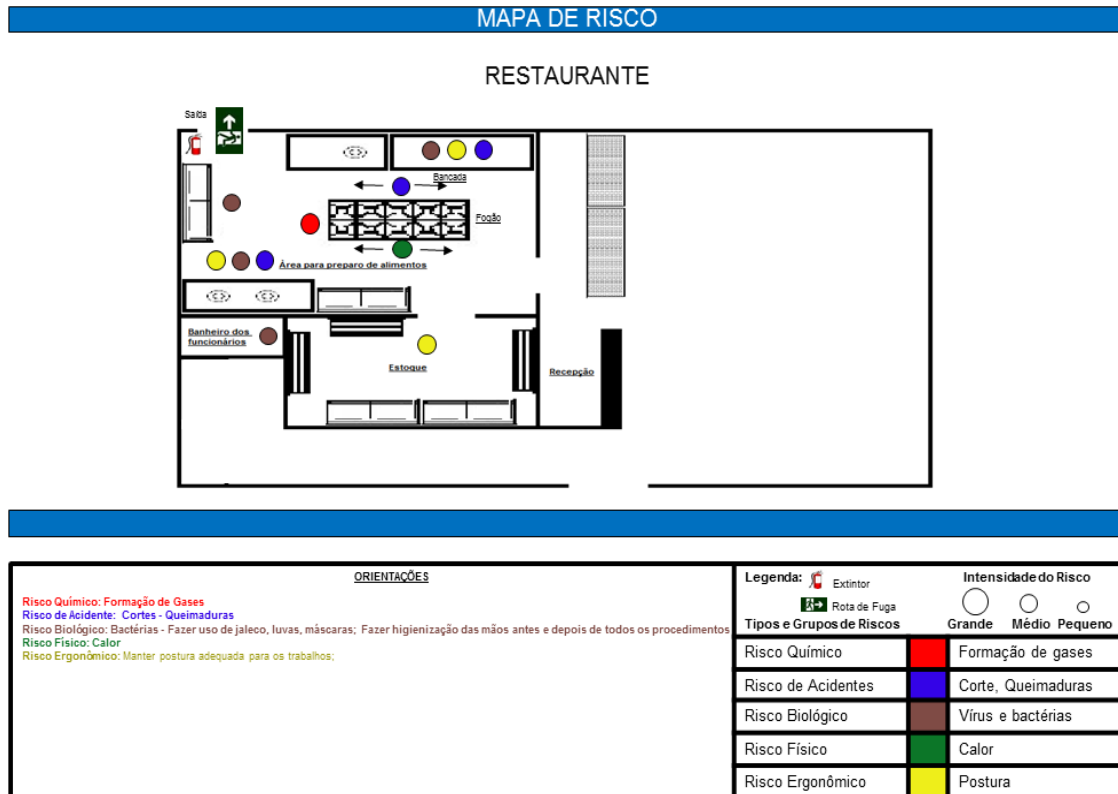 MAPA DE RISCO
RESTAURANTE
Saída
Bancada
Fogão
Área para preparo de alimentos
Banheiro dos
funcionários
Estoque
Recepção
ORIENTAÇÕES
Risco Químico: Formação de Gases
Risco de Acidente: Cortes - Queimaduras
Risco Biológico: Bactérias - Fazer uso de jaleco, luvas, máscaras; Fazer higienização das mãos antes e depois de todos os procedimentos
Risco Físico: Calor
Risco Ergonômico: Manter postura adequada para os trabalhos;
Legenda: Extintor
Rota de Fuga
Intensidade do Risco
Grande Médio Pequeno
Tipos e Grupos de Riscos
Risco Químico Formação de gases
Risco de Acidentes Corte, Queimaduras
Risco Biológico Vírus e bactérias
Risco Físico Calor
Risco Ergonômico Postura